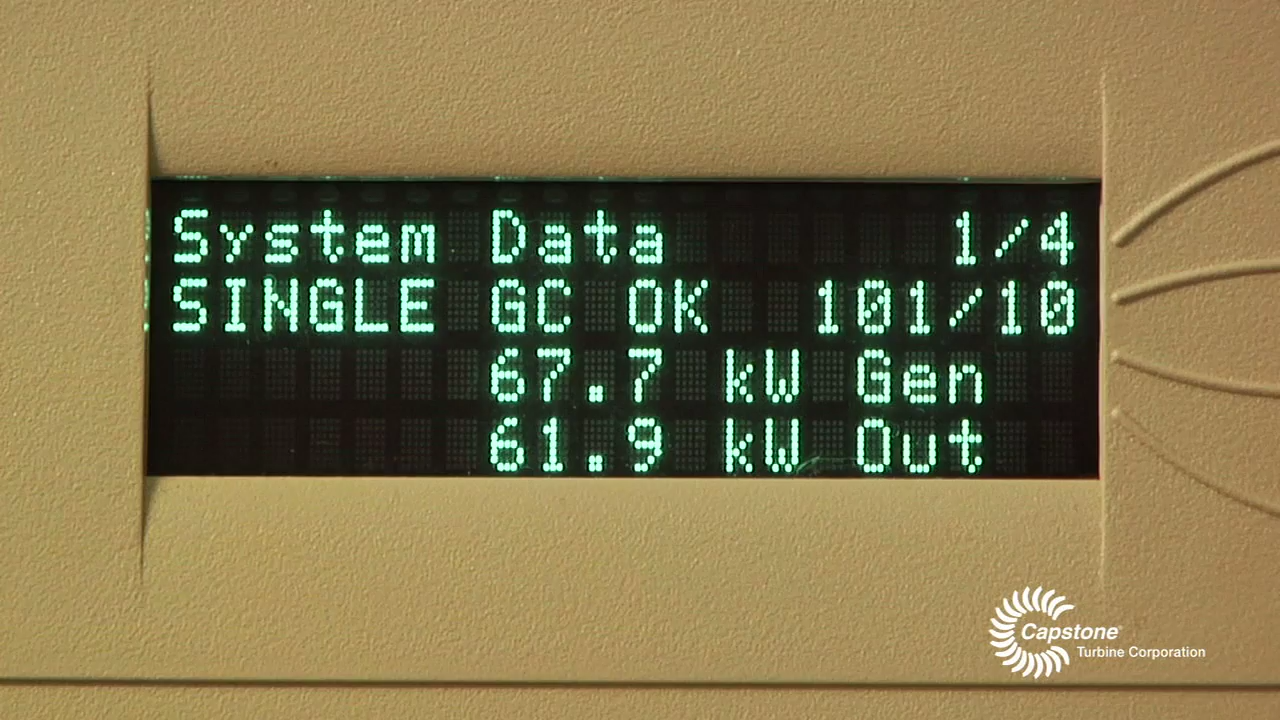 System Data 1/4
SINGLE GC OK 101/10
67.7 kW Gen
61.9 kW Out
Capstone®
Turbine Corporation